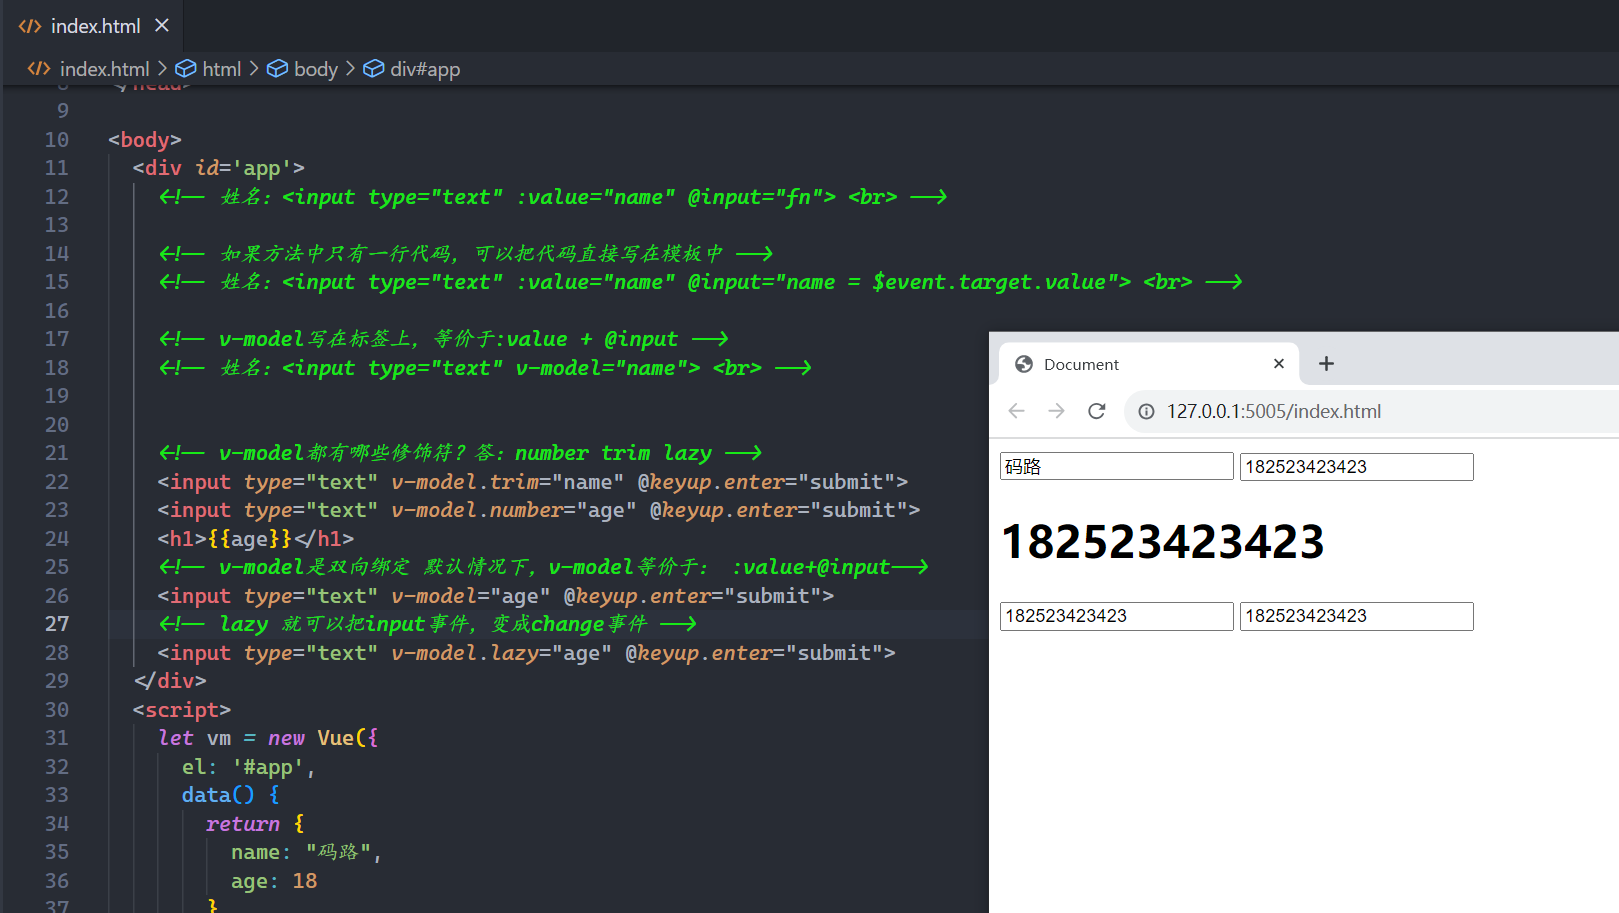 index.html
index.html > html > body > div#app
8 </head>
9
10 <body>
11 <div id='app'>
12 <!-- 姓名：<input type="text" :value="name" @input="fn"> <br> -->
13
14 <!-- 如果方法中只有一行代码，可以把代码直接写在模板中 -->
15 <!-- 姓名：<input type="text" :value="name" @input="name = $event.target.value"> <br> -->
16
17 <!-- v-model写在标签上，等价于:value + @input -->
18 <!-- 姓名：<input type="text" v-model="name"> <br> -->
19
20
21 <!-- v-model都有哪些修饰符？答：number trim lazy -->
22 <input type="text" v-model.trim="name" @keyup.enter="submit">
23 <input type="text" v-model.number="age" @keyup.enter="submit">
24 <h1>{{age}}</h1>
25 <!-- v-model是双向绑定 默认情况下，v-model等价于： :value+@input-->
26 <input type="text" v-model="age" @keyup.enter="submit">
27 <!-- lazy 就可以把input事件，变成change事件 -->
28 <input type="text" v-model.lazy="age" @keyup.enter="submit">
29 </div>
30 <script>
31 let vm = new Vue({
32 el: '#app',
33 data() {
34 return {
35 name: "码路",
36 age: 18
37 }
Document
127.0.0.1:5005/index.html
码路 182523423423
182523423423
182523423423 182523423423